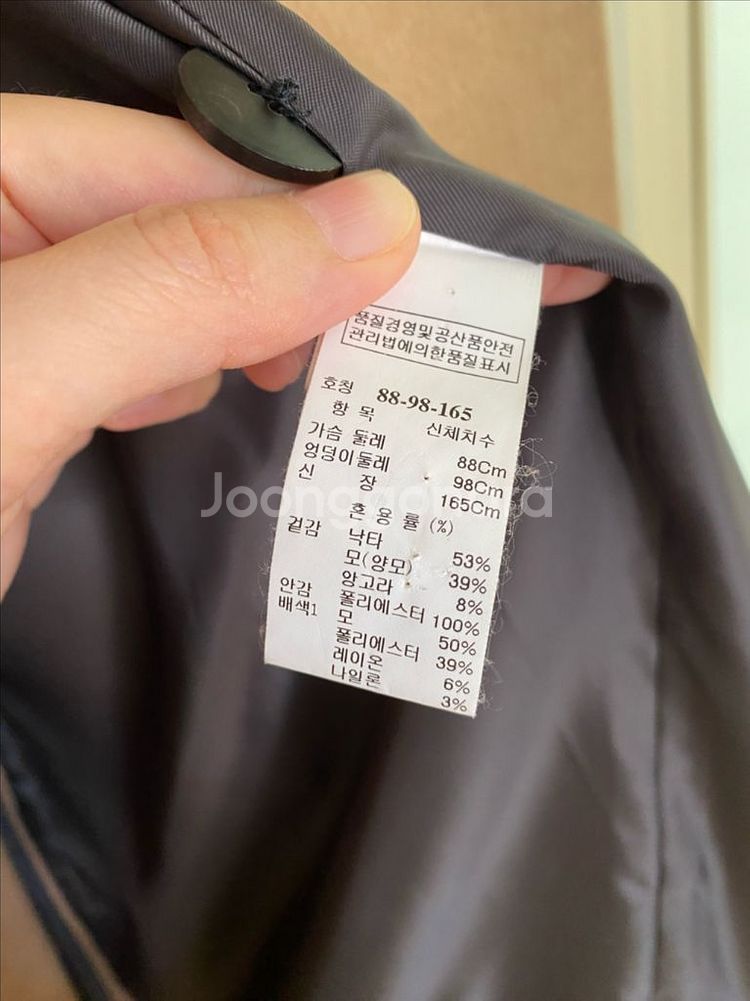 품질경영및공산품안전
관리법에의한품질표시
호칭 88-98-165
항 목 신체치수
가슴 둘레 88Cm
엉덩이둘레 98Cm
신 장 165Cm
혼 용 률 (%)
겉감 낙타 53%
모(양모) 39%
앙고라 8%
안감 폴리에스터 100%
배색1 모 50%
폴리에스터 39%
레이온 6%
나일론 3%